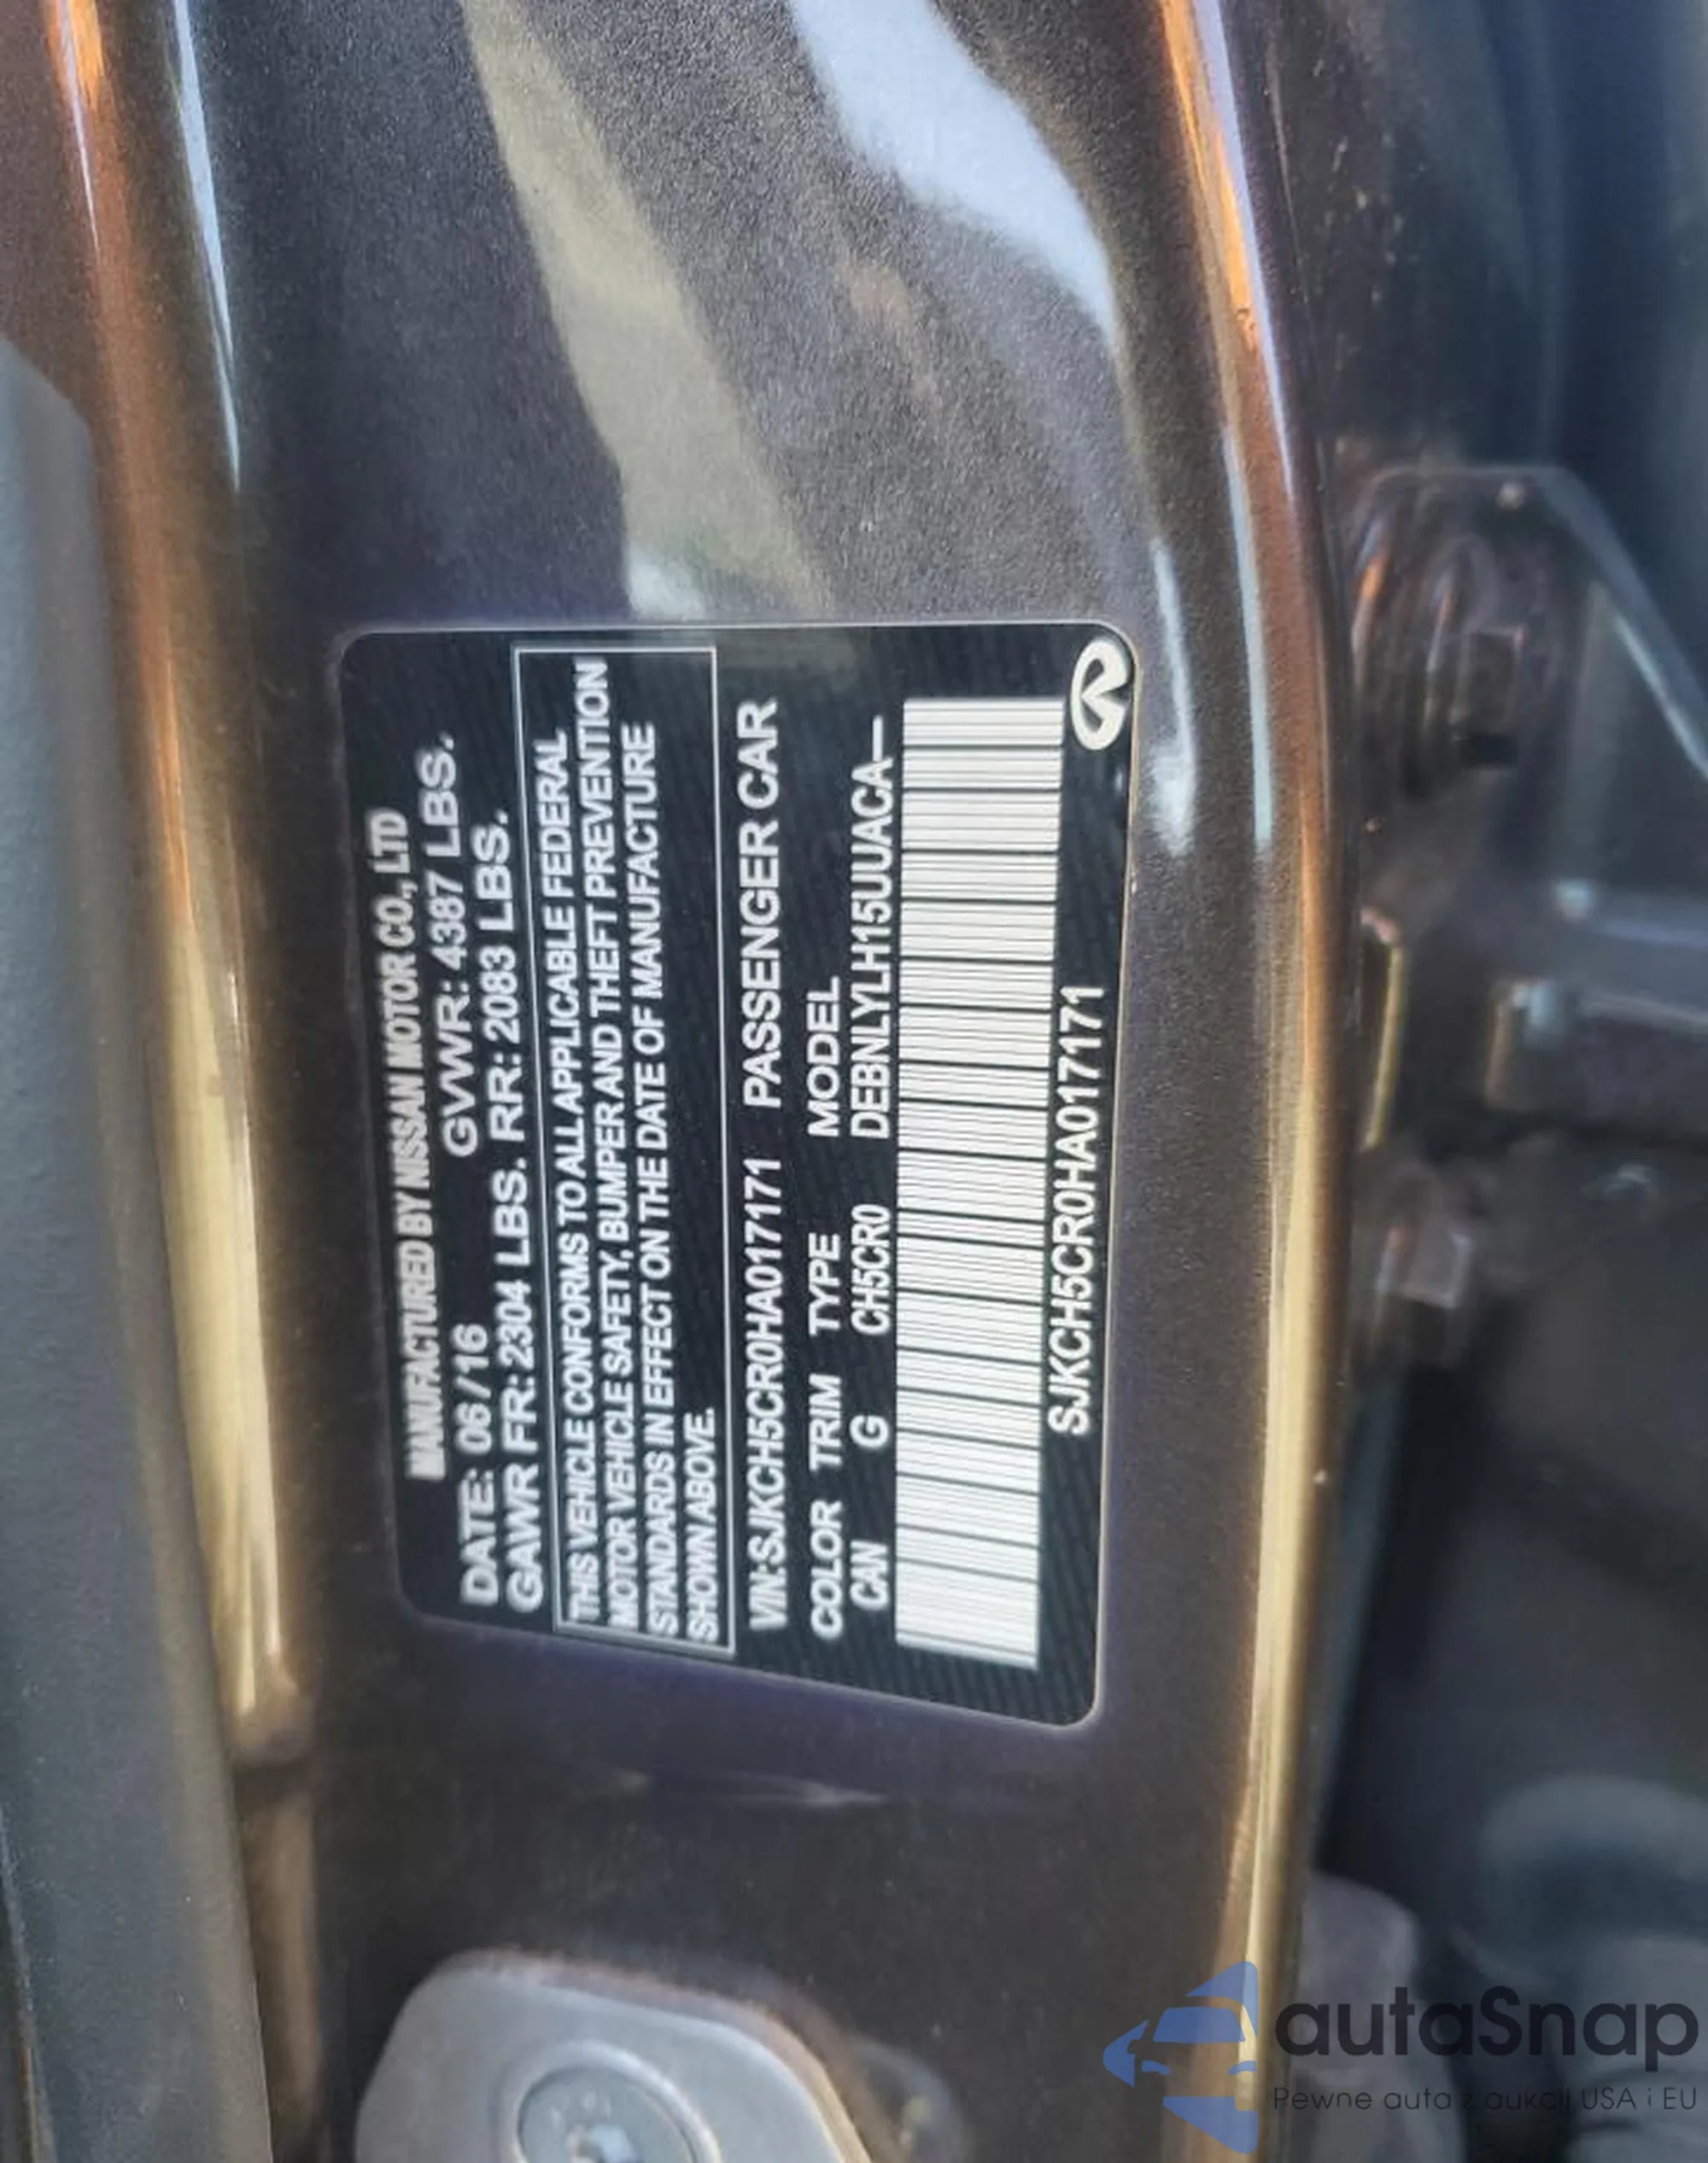 MANUFACTURED BY NISSAN MOTOR CO., LTD
DATE: 06/16 GVWR: 4387 LBS.
GAWR FR: 2304 LBS. RR: 2083 LBS.
THIS VEHICLE CONFORMS TO ALL APPLICABLE FEDERAL
MOTOR VEHICLE SAFETY, BUMPER AND THEFT PREVENTION
STANDARDS IN EFFECT ON THE DATE OF MANUFACTURE
SHOWN ABOVE.
VIN:SJKCH5CR0HA017171 PASSENGER CAR
COLOR TRIM TYPE MODEL
CAN G CH5CR0 DEBNLYLH15UUACA—
SJKCH5CR0HA017171
autaSnap
Pewne auta z aukcji USA i EU